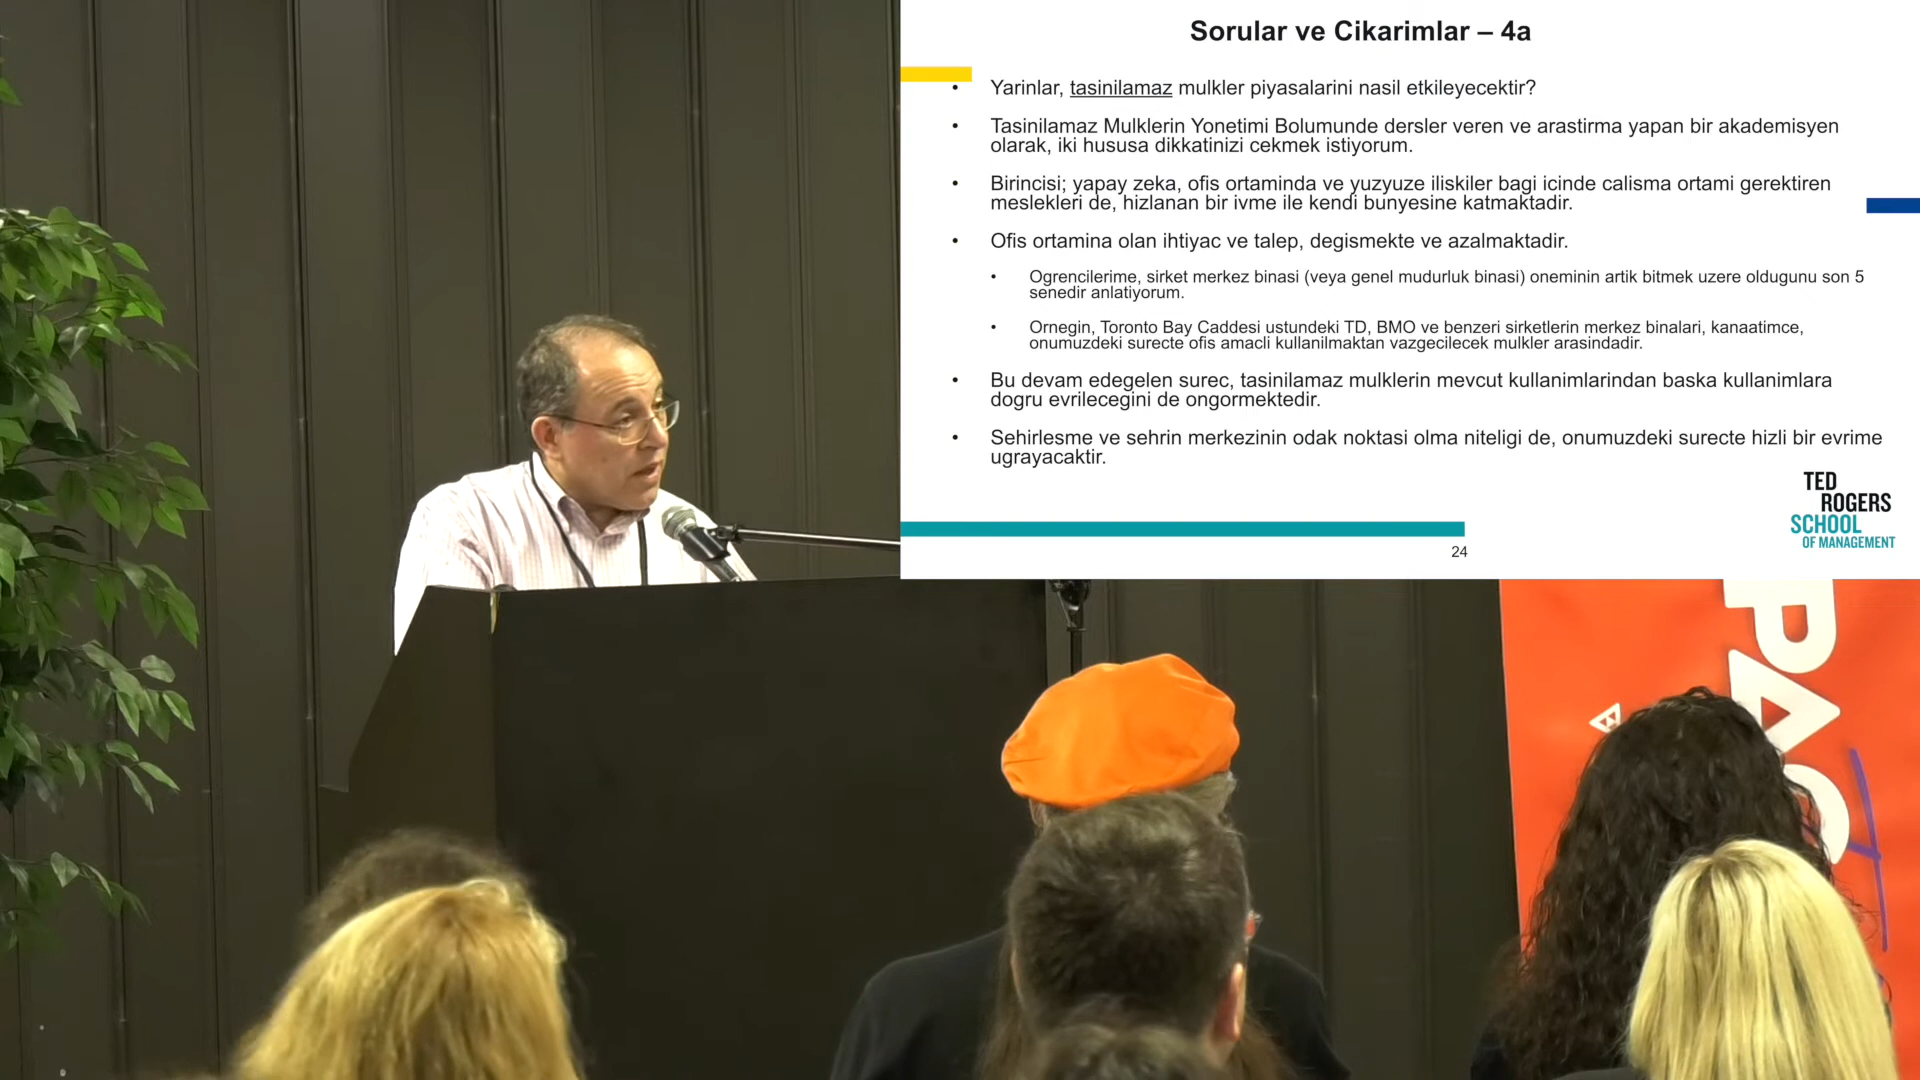 Sorular ve Cikarimlar – 4a
• Yarinlar, tasinilamaz mulkler piyasalarini nasil etkileyecektir?
• Tasinilamaz Mulklerin Yonetimi Bolumunde dersler veren ve arastirma yapan bir akademisyen
olarak, iki hususa dikkatinizi cekmek istiyorum.
• Birincisi; yapay zeka, ofis ortaminda ve yuzyuze iliskiler bagi icinde calisma ortami gerektiren
meslekleri de, hizlanan bir ivme ile kendi bunyesine katmaktadir.
• Ofis ortamina olan ihtiyac ve talep, degismekte ve azalmaktadir.
• Ogrencilerime, sirket merkez binasi (veya genel mudurluk binasi) oneminin artik bitmek uzere oldugunu son 5
senedir anlatiyorum.
• Ornegin, Toronto Bay Caddesi ustundeki TD, BMO ve benzeri sirketlerin merkez binalari, kanaatimce,
onumuzdeki surecte ofis amacli kullanilmaktan vazgecilecek mulkler arasindadir.
• Bu devam edegelen surec, tasinilamaz mulklerin mevcut kullanimlarindan baska kullanimlara
dogru evrilecegini de ongormektedir.
• Sehirlesme ve sehrin merkezinin odak noktasi olma niteligi de, onumuzdeki surecte hizli bir evrime
ugrayacaktir.
TED
ROGERS
SCHOOL
OF MANAGEMENT
24